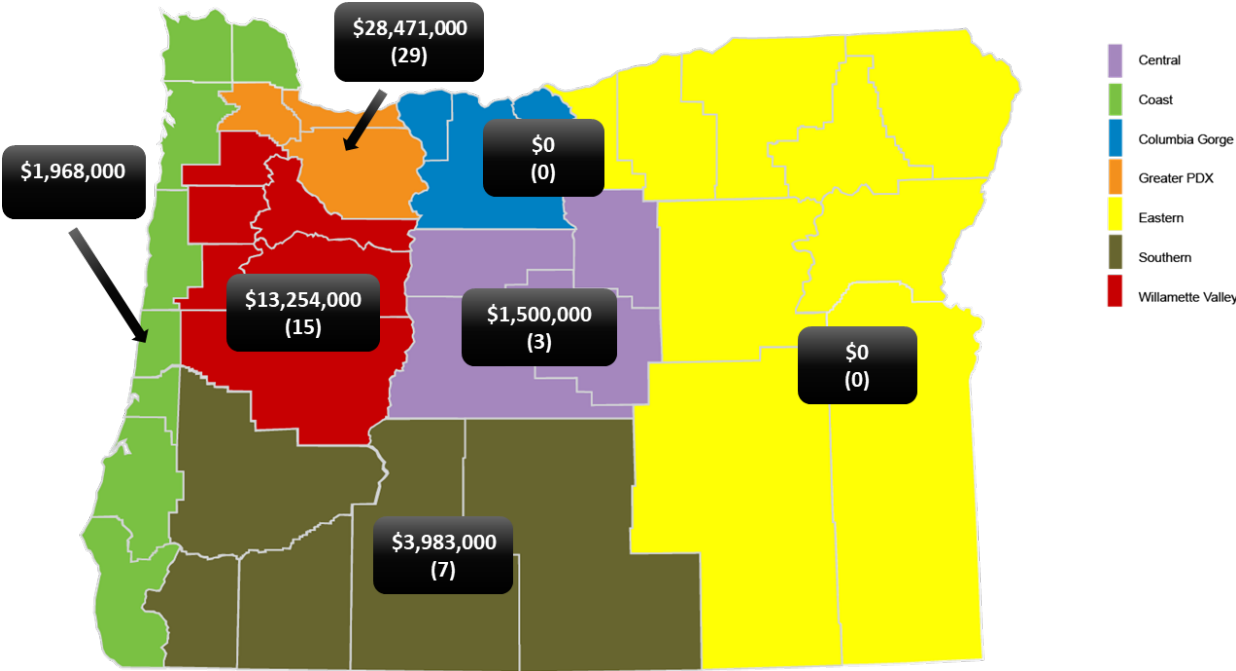 $28,471,000
(29)
$0
(0)
$1,968,000
$13,254,000
(15)
$1,500,000
(3)
$0
(0)
$3,983,000
(7)
Central
Coast
Columbia Gorge
Greater PDX
Eastern
Southern
Willamette Valley